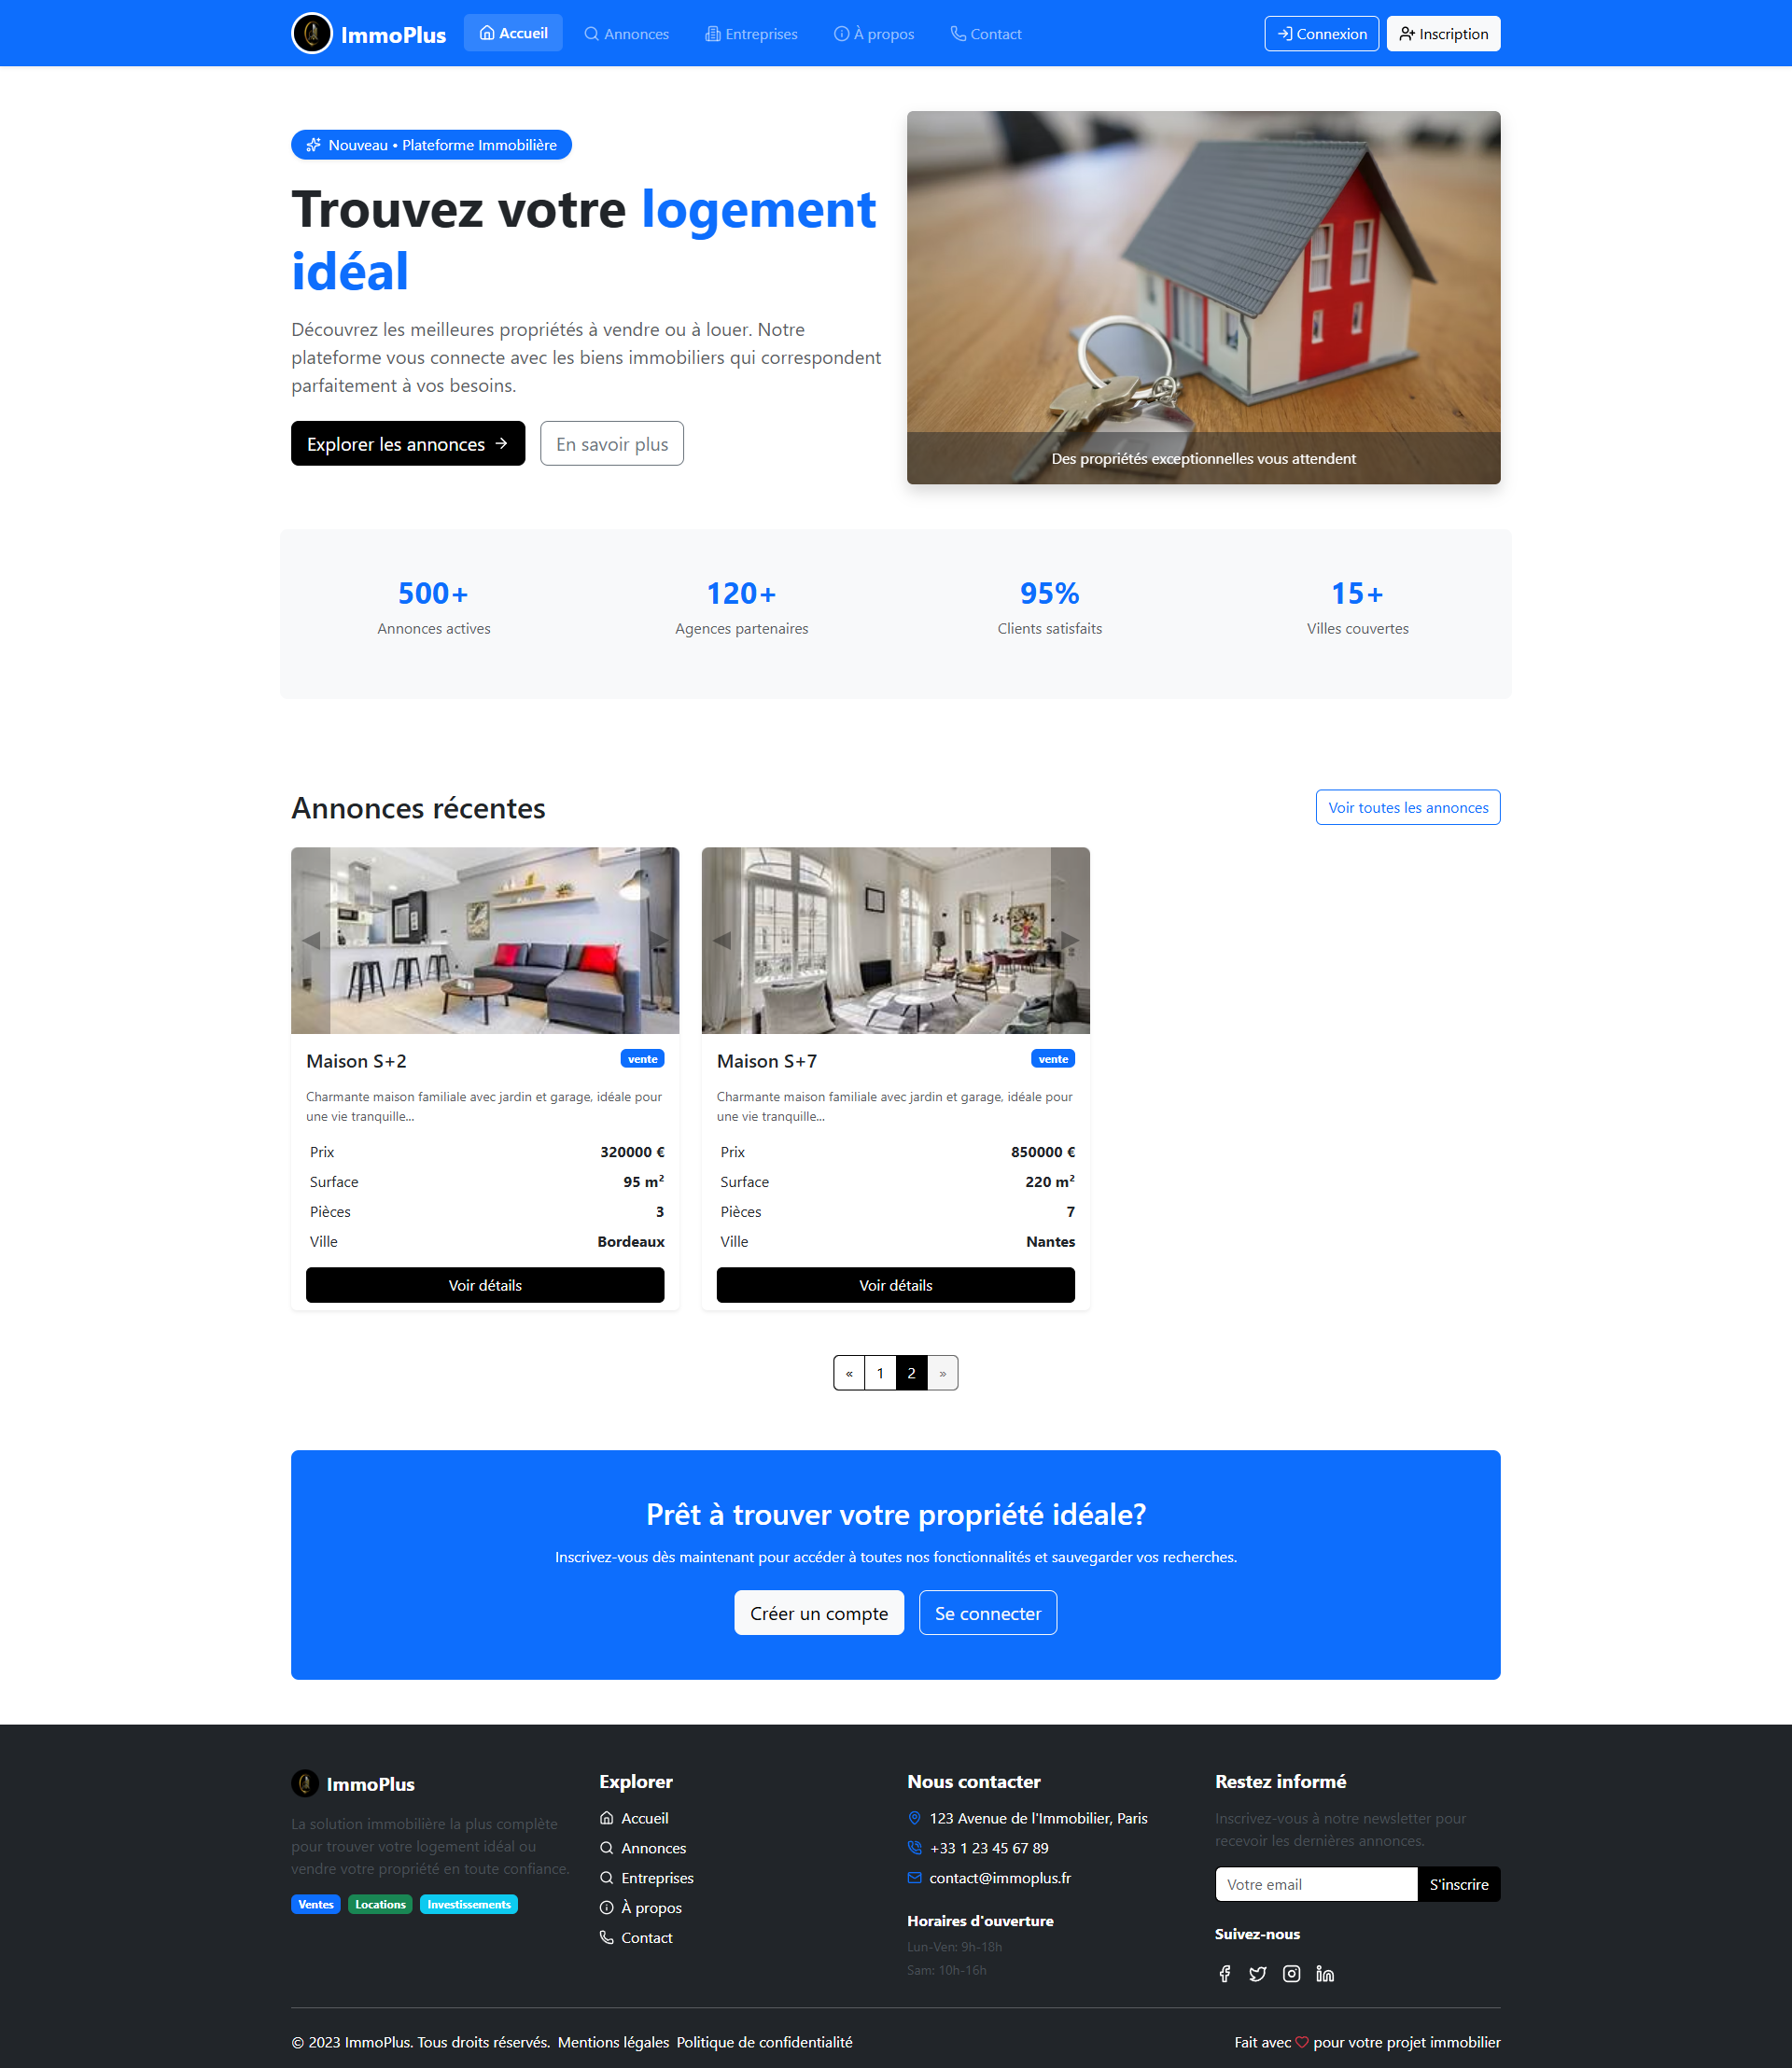 ImmoPlus
Accueil
Annonces
Entreprises
À propos
Contact
Connexion
Inscription
Nouveau • Plateforme Immobilière
Trouvez votre logement
idéal
Découvrez les meilleures propriétés à vendre ou à louer. Notre
plateforme vous connecte avec les biens immobiliers qui correspondent
parfaitement à vos besoins.
Explorer les annonces
En savoir plus
Des propriétés exceptionnelles vous attendent
500+
Annonces actives
120+
Agences partenaires
95%
Clients satisfaits
15+
Villes couvertes
Annonces récentes
Voir toutes les annonces
Maison S+2
vente
Charmante maison familiale avec jardin et garage, idéale pour
une vie tranquille...
Prix 320000 €
Surface 95 m²
Pièces 3
Ville Bordeaux
Voir détails
Maison S+7
vente
Charmante maison familiale avec jardin et garage, idéale pour
une vie tranquille...
Prix 850000 €
Surface 220 m²
Pièces 7
Ville Nantes
Voir détails
« 1 2 »
Prêt à trouver votre propriété idéale?
Inscrivez-vous dès maintenant pour accéder à toutes nos fonctionnalités et sauvegarder vos recherches.
Créer un compte
Se connecter
ImmoPlus
La solution immobilière la plus complète
pour trouver votre logement idéal ou
vendre votre propriété en toute confiance.
Ventes
Locations
Investissements
Explorer
Accueil
Annonces
Entreprises
À propos
Contact
Nous contacter
123 Avenue de l'Immobilier, Paris
+33 1 23 45 67 89
contact@immoplus.fr
Horaires d'ouverture
Lun-Ven: 9h-18h
Sam: 10h-16h
Restez informé
Inscrivez-vous à notre newsletter pour
recevoir les dernières annonces.
Votre email
S'inscrire
Suivez-nous
© 2023 ImmoPlus. Tous droits réservés. Mentions légales Politique de confidentialité
Fait avec pour votre projet immobilier